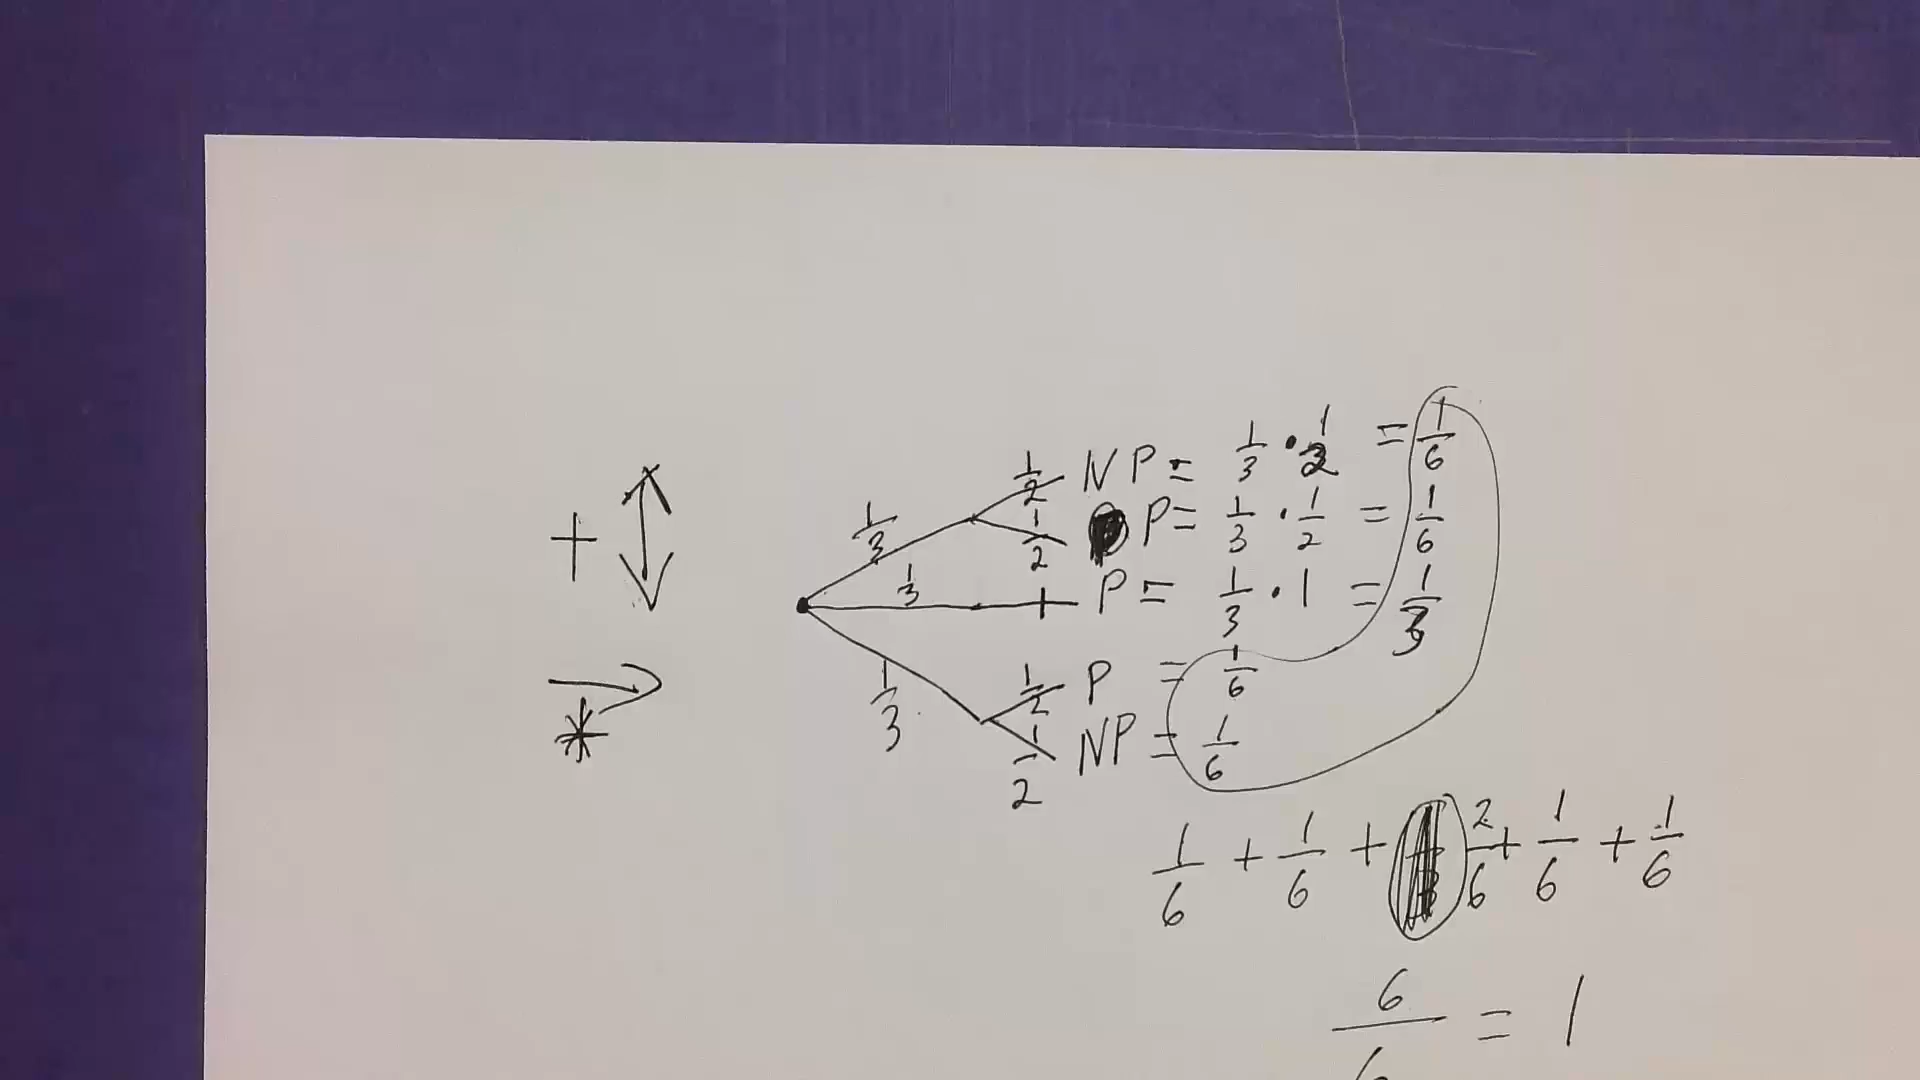 1/2 NP = 1/3 · 1/2 = 1/6
1/3 1/2 P = 1/3 · 1/2 = 1/6
+ 1/3 P = 1/3 · 1 = 1/3
1/3 1/2 P = 1/6
* 1/2 NP = 1/6
1/6 + 1/6 + 2/6 + 1/6 + 1/6
6/6 = 1